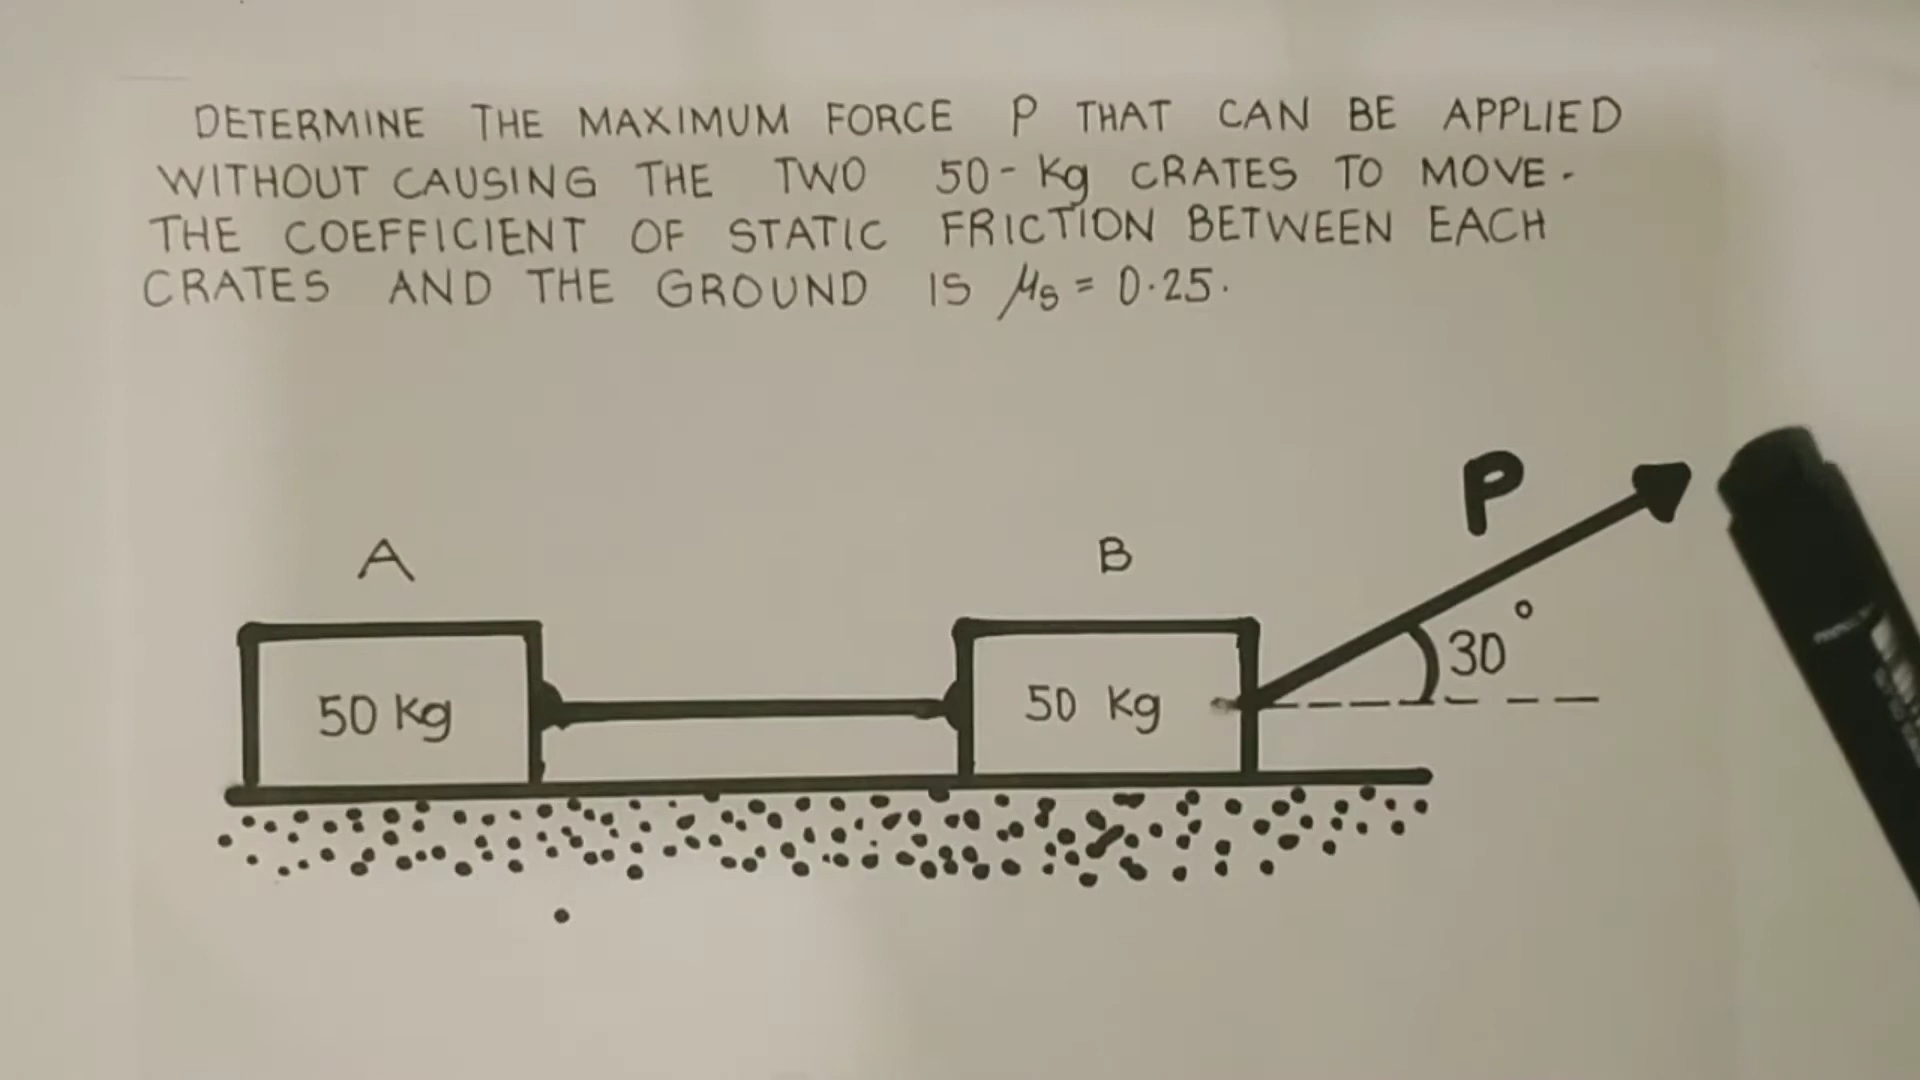 DETERMINE THE MAXIMUM FORCE P THAT CAN BE APPLIED
WITHOUT CAUSING THE TWO 50-Kg CRATES TO MOVE.
THE COEFFICIENT OF STATIC FRICTION BETWEEN EACH
CRATES AND THE GROUND IS μs = 0.25.
P
A
B
30°
50 Kg
50 Kg